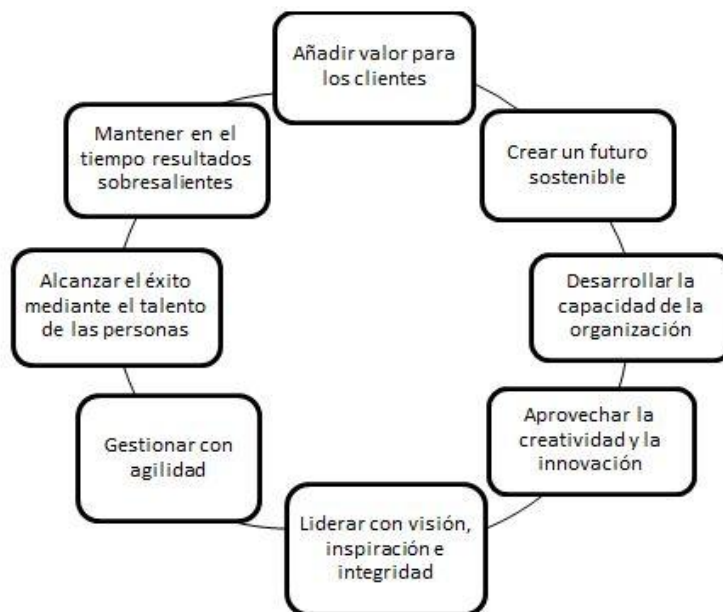 Añadir valor para
los clientes
Crear un futuro
sostenible
Desarrollar la
capacidad de la
organización
Aprovechar la
creatividad y la
innovación
Liderar con visión,
inspiración e
integridad
Gestionar con
agilidad
Alcanzar el éxito
mediante el talento
de las personas
Mantener en el
tiempo resultados
sobresalientes